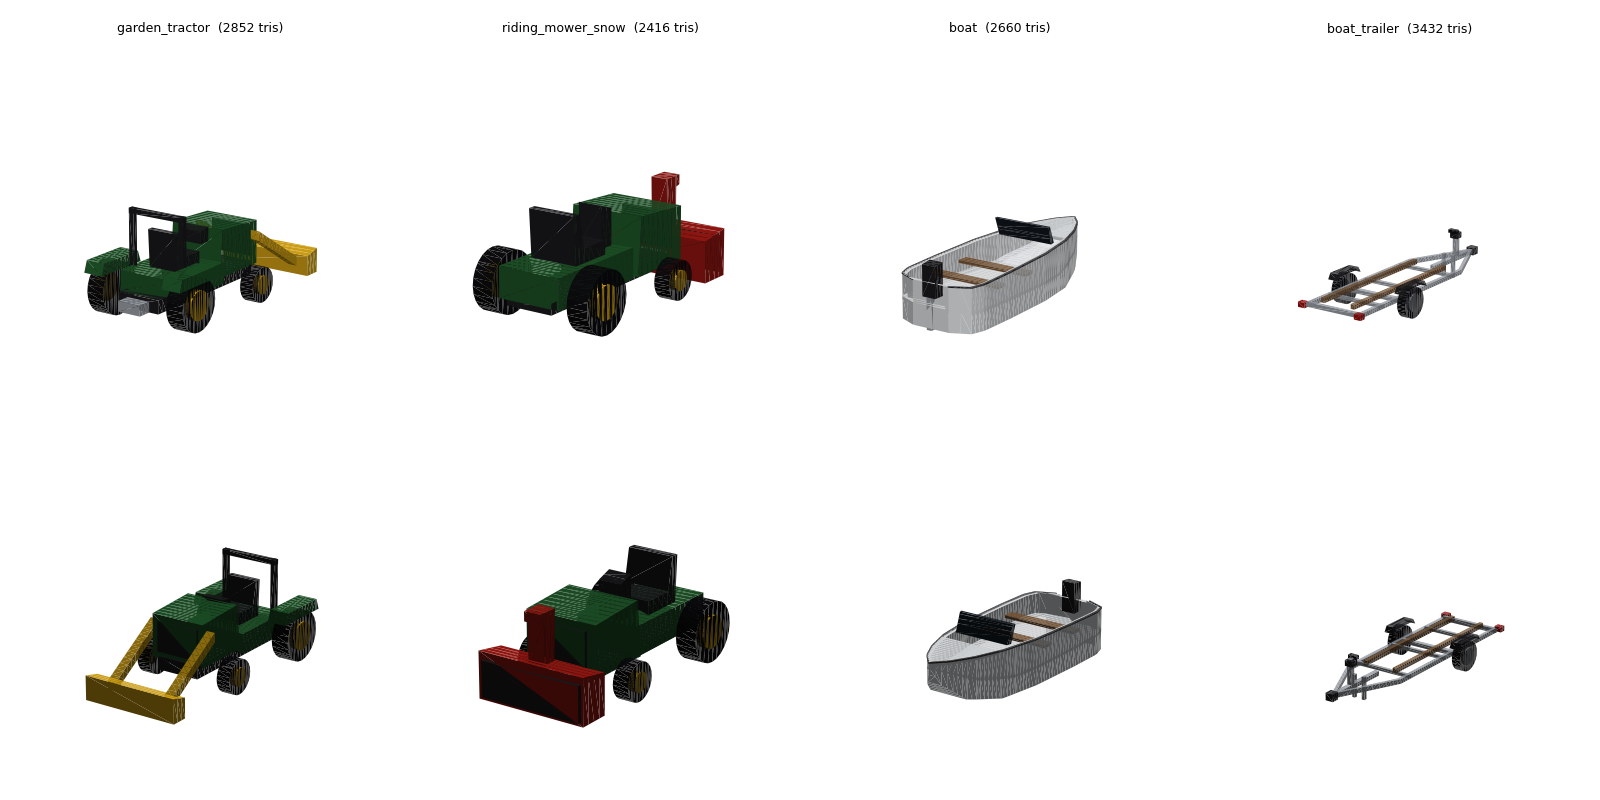 garden_tractor (2852 tris)
riding_mower_snow (2416 tris)
boat (2660 tris)
boat_trailer (3432 tris)